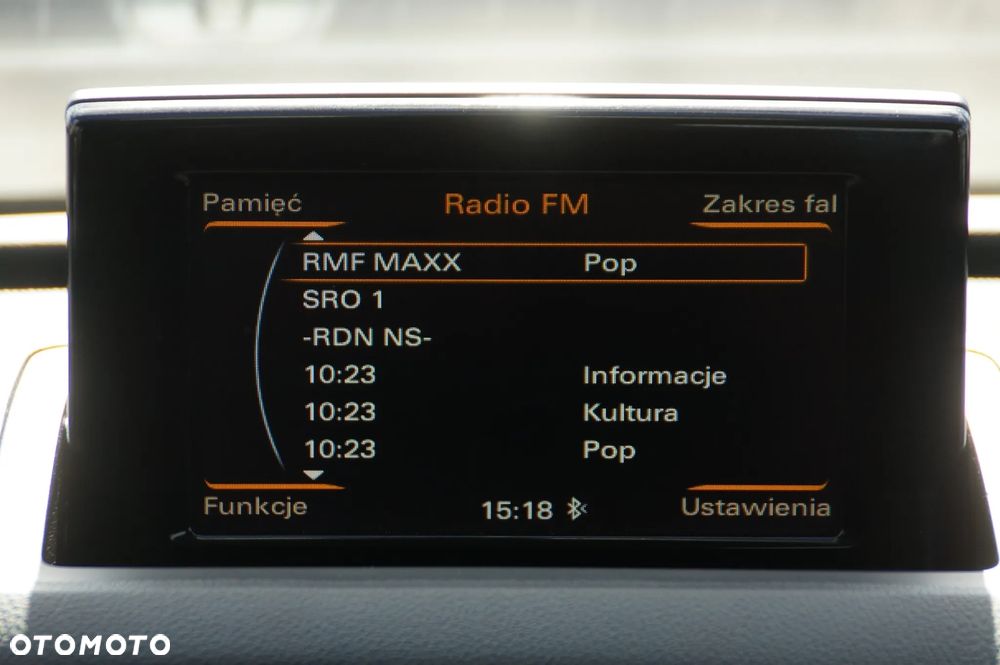 Pamięć Radio FM Zakres fal
RMF MAXX Pop
SRO 1
-RDN NS-
10:23 Informacje
10:23 Kultura
10:23 Pop
Funkcje 15:18 Ustawienia
OTOMOTO